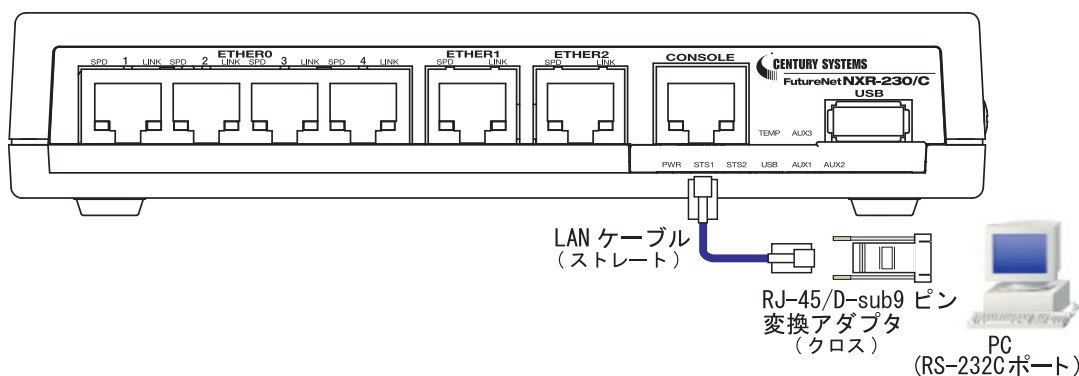 ETHER0 ETHER1 ETHER2 CONSOLE CENTURY SYSTEMS
SPD 1 LINK SPD 2 LINK SPD 3 LINK SPD 4 LINK SPD LINK SPD LINK
FutureNet NXR-230/C
USB
TEMP AUX3
PWR STS1 STS2 USB AUX1 AUX2
LAN ケーブル
(ストレート)
RJ-45/D-sub9 ピン
変換アダプタ
(クロス)
PC
(RS-232Cポート)